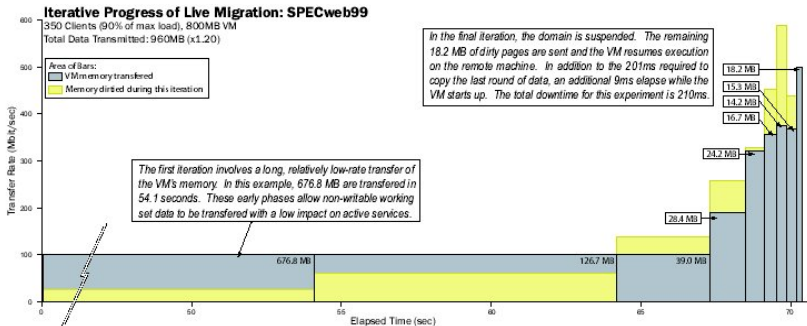 Iterative Progress of Live Migration: SPECweb99
350 Clients (90% of max load), 800MB VM
Total Data Transmitted: 960MB (x1.20)
Area of Bars:
VM memory transfered
Memory dirtied during this iteration
In the final iteration, the domain is suspended. The remaining
18.2 MB of dirty pages are sent and the VM resumes execution
on the remote machine. In addition to the 201ms required to
copy the last round of data, an additional 9ms elapse while the
VM starts up. The total downtime for this experiment is 210ms.
The first iteration involves a long, relatively low-rate transfer of
the VM's memory. In this example, 676.8 MB are transfered in
54.1 seconds. These early phases allow non-writable working
set data to be transfered with a low impact on active services.
18.2 MB
15.3 MB
14.2 MB
16.7 MB
24.2 MB
28.4 MB
676.8 MB
126.7 MB
39.0 MB
Transfer Rate (Mbit/sec)
600
500
400
300
200
100
0
0
50
55
60
65
70
Elapsed Time (sec)